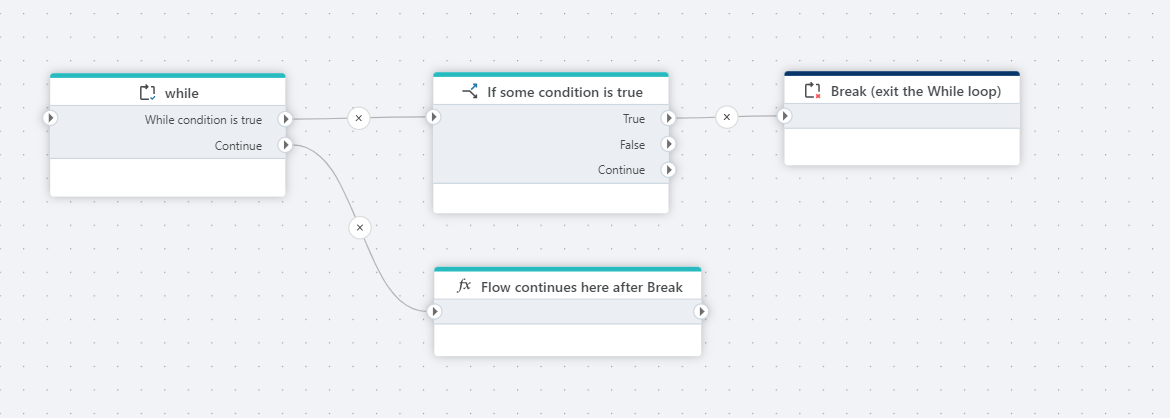 while
While condition is true
Continue
If some condition is true
True
False
Continue
Break (exit the While loop)
fx Flow continues here after Break